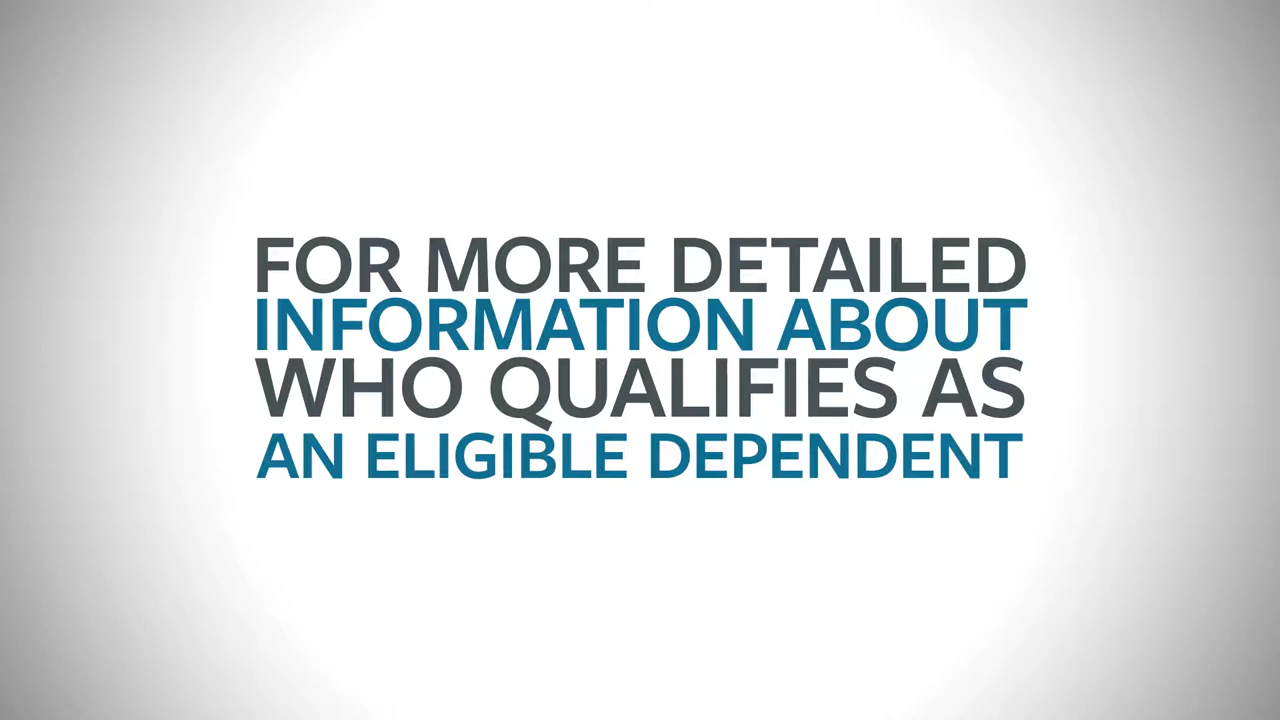 FOR MORE DETAILED
INFORMATION ABOUT
WHO QUALIFIES AS
AN ELIGIBLE DEPENDENT